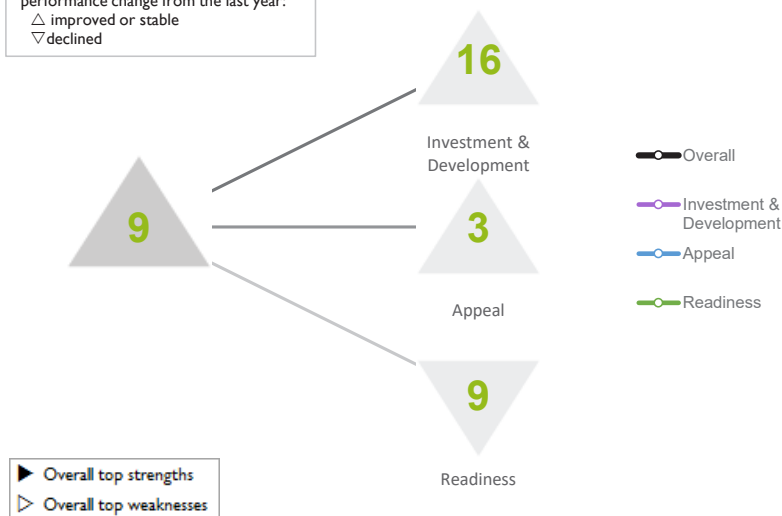 performance change from the last year:
△ improved or stable
▽ declined
16
Investment &
Development
9
3
Appeal
9
Readiness
Overall
Investment &
Development
Appeal
Readiness
▶ Overall top strengths
▷ Overall top weaknesses